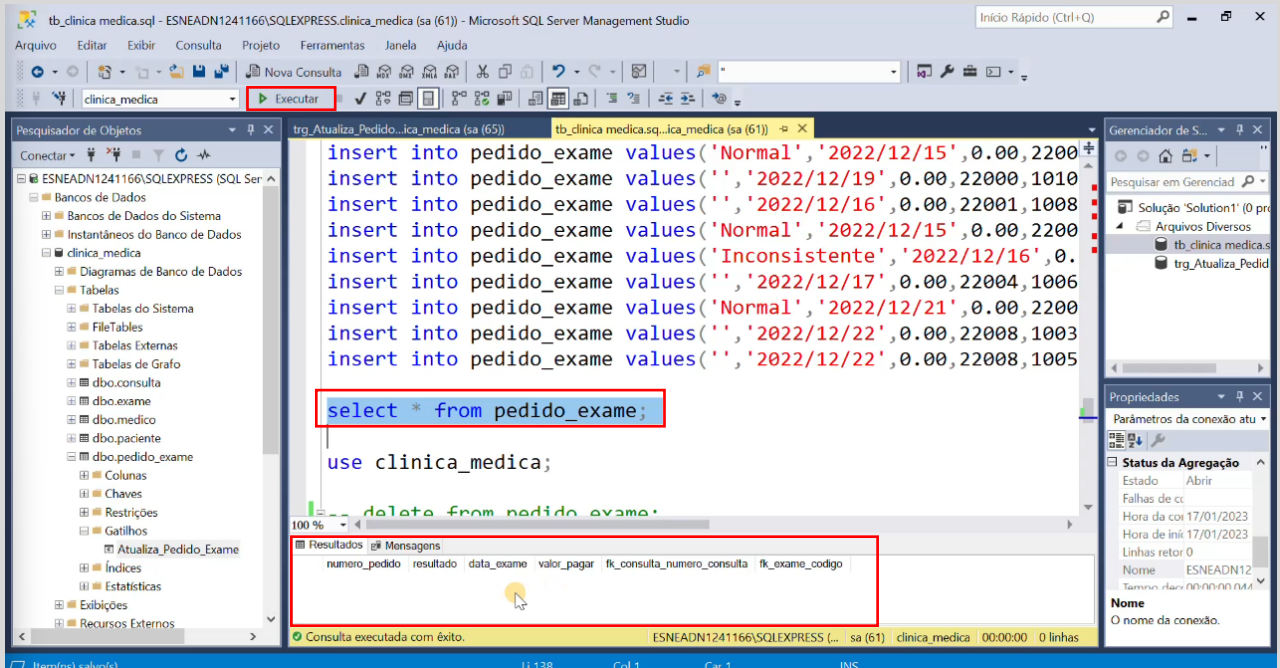 tb_clinica medica.sql - ESNEADN1241166\SQLEXPRESS.clinica_medica (sa (61)) - Microsoft SQL Server Management Studio
Início Rápido (Ctrl+Q)
Arquivo Editar Exibir Consulta Projeto Ferramentas Janela Ajuda
Nova Consulta
clinica_medica
Executar
Pesquisador de Objetos
Conectar
ESNEADN1241166\SQLEXPRESS (SQL Ser
Bancos de Dados
Bancos de Dados do Sistema
Instantâneos do Banco de Dados
clinica_medica
Diagramas de Banco de Dados
Tabelas
Tabelas do Sistema
FileTables
Tabelas Externas
Tabelas de Grafo
dbo.consulta
dbo.exame
dbo.medico
dbo.paciente
dbo.pedido_exame
Colunas
Chaves
Restrições
Gatilhos
Atualiza_Pedido_Exame
Índices
Estatísticas
Exibições
Recursos Externos
trg_Atualiza_Pedido...ica_medica (sa (65))
tb_clinica medica.sq...ica_medica (sa (61))
insert into pedido_exame values('Normal','2022/12/15',0.00,2200
insert into pedido_exame values('','2022/12/19',0.00,22000,1010
insert into pedido_exame values('','2022/12/16',0.00,22001,1008
insert into pedido_exame values('Normal','2022/12/15',0.00,2200
insert into pedido_exame values('Inconsistente','2022/12/16',0.
insert into pedido_exame values('','2022/12/17',0.00,22004,1006
insert into pedido_exame values('Normal','2022/12/21',0.00,2200
insert into pedido_exame values('','2022/12/22',0.00,22008,1003
insert into pedido_exame values('','2022/12/22',0.00,22008,1005
select * from pedido_exame;
use clinica_medica;
-- delete from pedido_exame;
100 %
Resultados Mensagens
numero_pedido resultado data_exame valor_pagar fk_consulta_numero_consulta fk_exame_codigo
Consulta executada com êxito.
ESNEADN1241166\SQLEXPRESS (... sa (61) clinica_medica 00:00:00 0 linhas
Gerenciador de S...
Pesquisar em Gerenciad
Solução 'Solution1' (0 pro
Arquivos Diversos
tb_clinica medica.s
trg_Atualiza_Pedid
Propriedades
Parâmetros da conexão atu
Status da Agregação
Estado Abrir
Falhas de co
Hora da con 17/01/2023
Hora de iníc 17/01/2023
Linhas retor 0
Nome ESNEADN12
Tempo deco 00:00:00.044
Nome
O nome da conexão.
Item(ns) salvo(s)
Li 138 Col 1 Car 1 INS